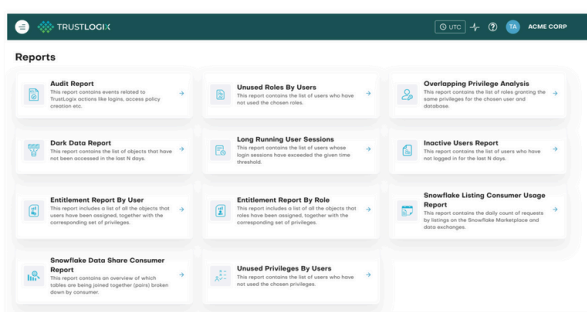 TRUSTLOGIX
UTC
TA
ACME CORP
Reports
Audit Report
This report contains events related to
TrustLogix actions like logins, access policy
creation etc.
Unused Roles By Users
This report contains the list of users who have
not used the chosen roles.
Overlapping Privilege Analysis
This report contains the list of roles granting the
same privileges for the chosen user and
database.
Dark Data Report
This report contains the list of objects that have
not been accessed in the last N days.
Long Running User Sessions
This report contains the list of users whose
login sessions have exceeded the given time
threshold.
Inactive Users Report
This report contains the list of users who have
not logged in for the last N days.
Entitlement Report By User
This report includes a list of all the objects that
users have been assigned, together with the
corresponding set of privileges.
Entitlement Report By Role
This report includes a list of all the objects that
roles have been assigned, together with the
corresponding set of privileges.
Snowflake Listing Consumer Usage
Report
This report contains the daily count of requests
by listings on the Snowflake Marketplace and
data exchanges.
Snowflake Data Share Consumer
Report
This report contains an overview of which
tables are being joined together (pairs) broken
down by consumer.
Unused Privileges By Users
This report contains the list of users who have
not used the chosen privileges.